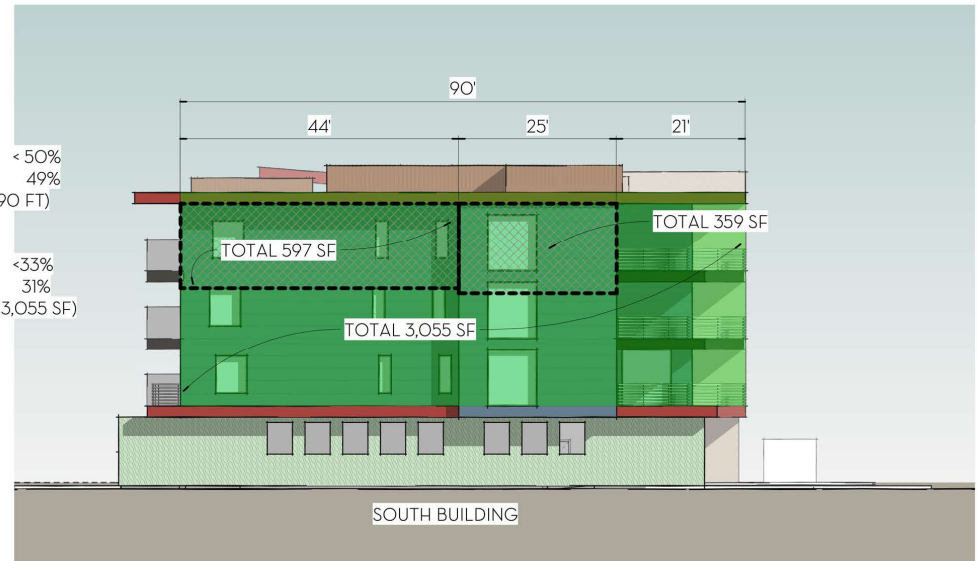 90'
44'
25'
21'
< 50%
49%
90 FT)
<33%
31%
3,055 SF)
TOTAL 597 SF
TOTAL 359 SF
TOTAL 3,055 SF
SOUTH BUILDING